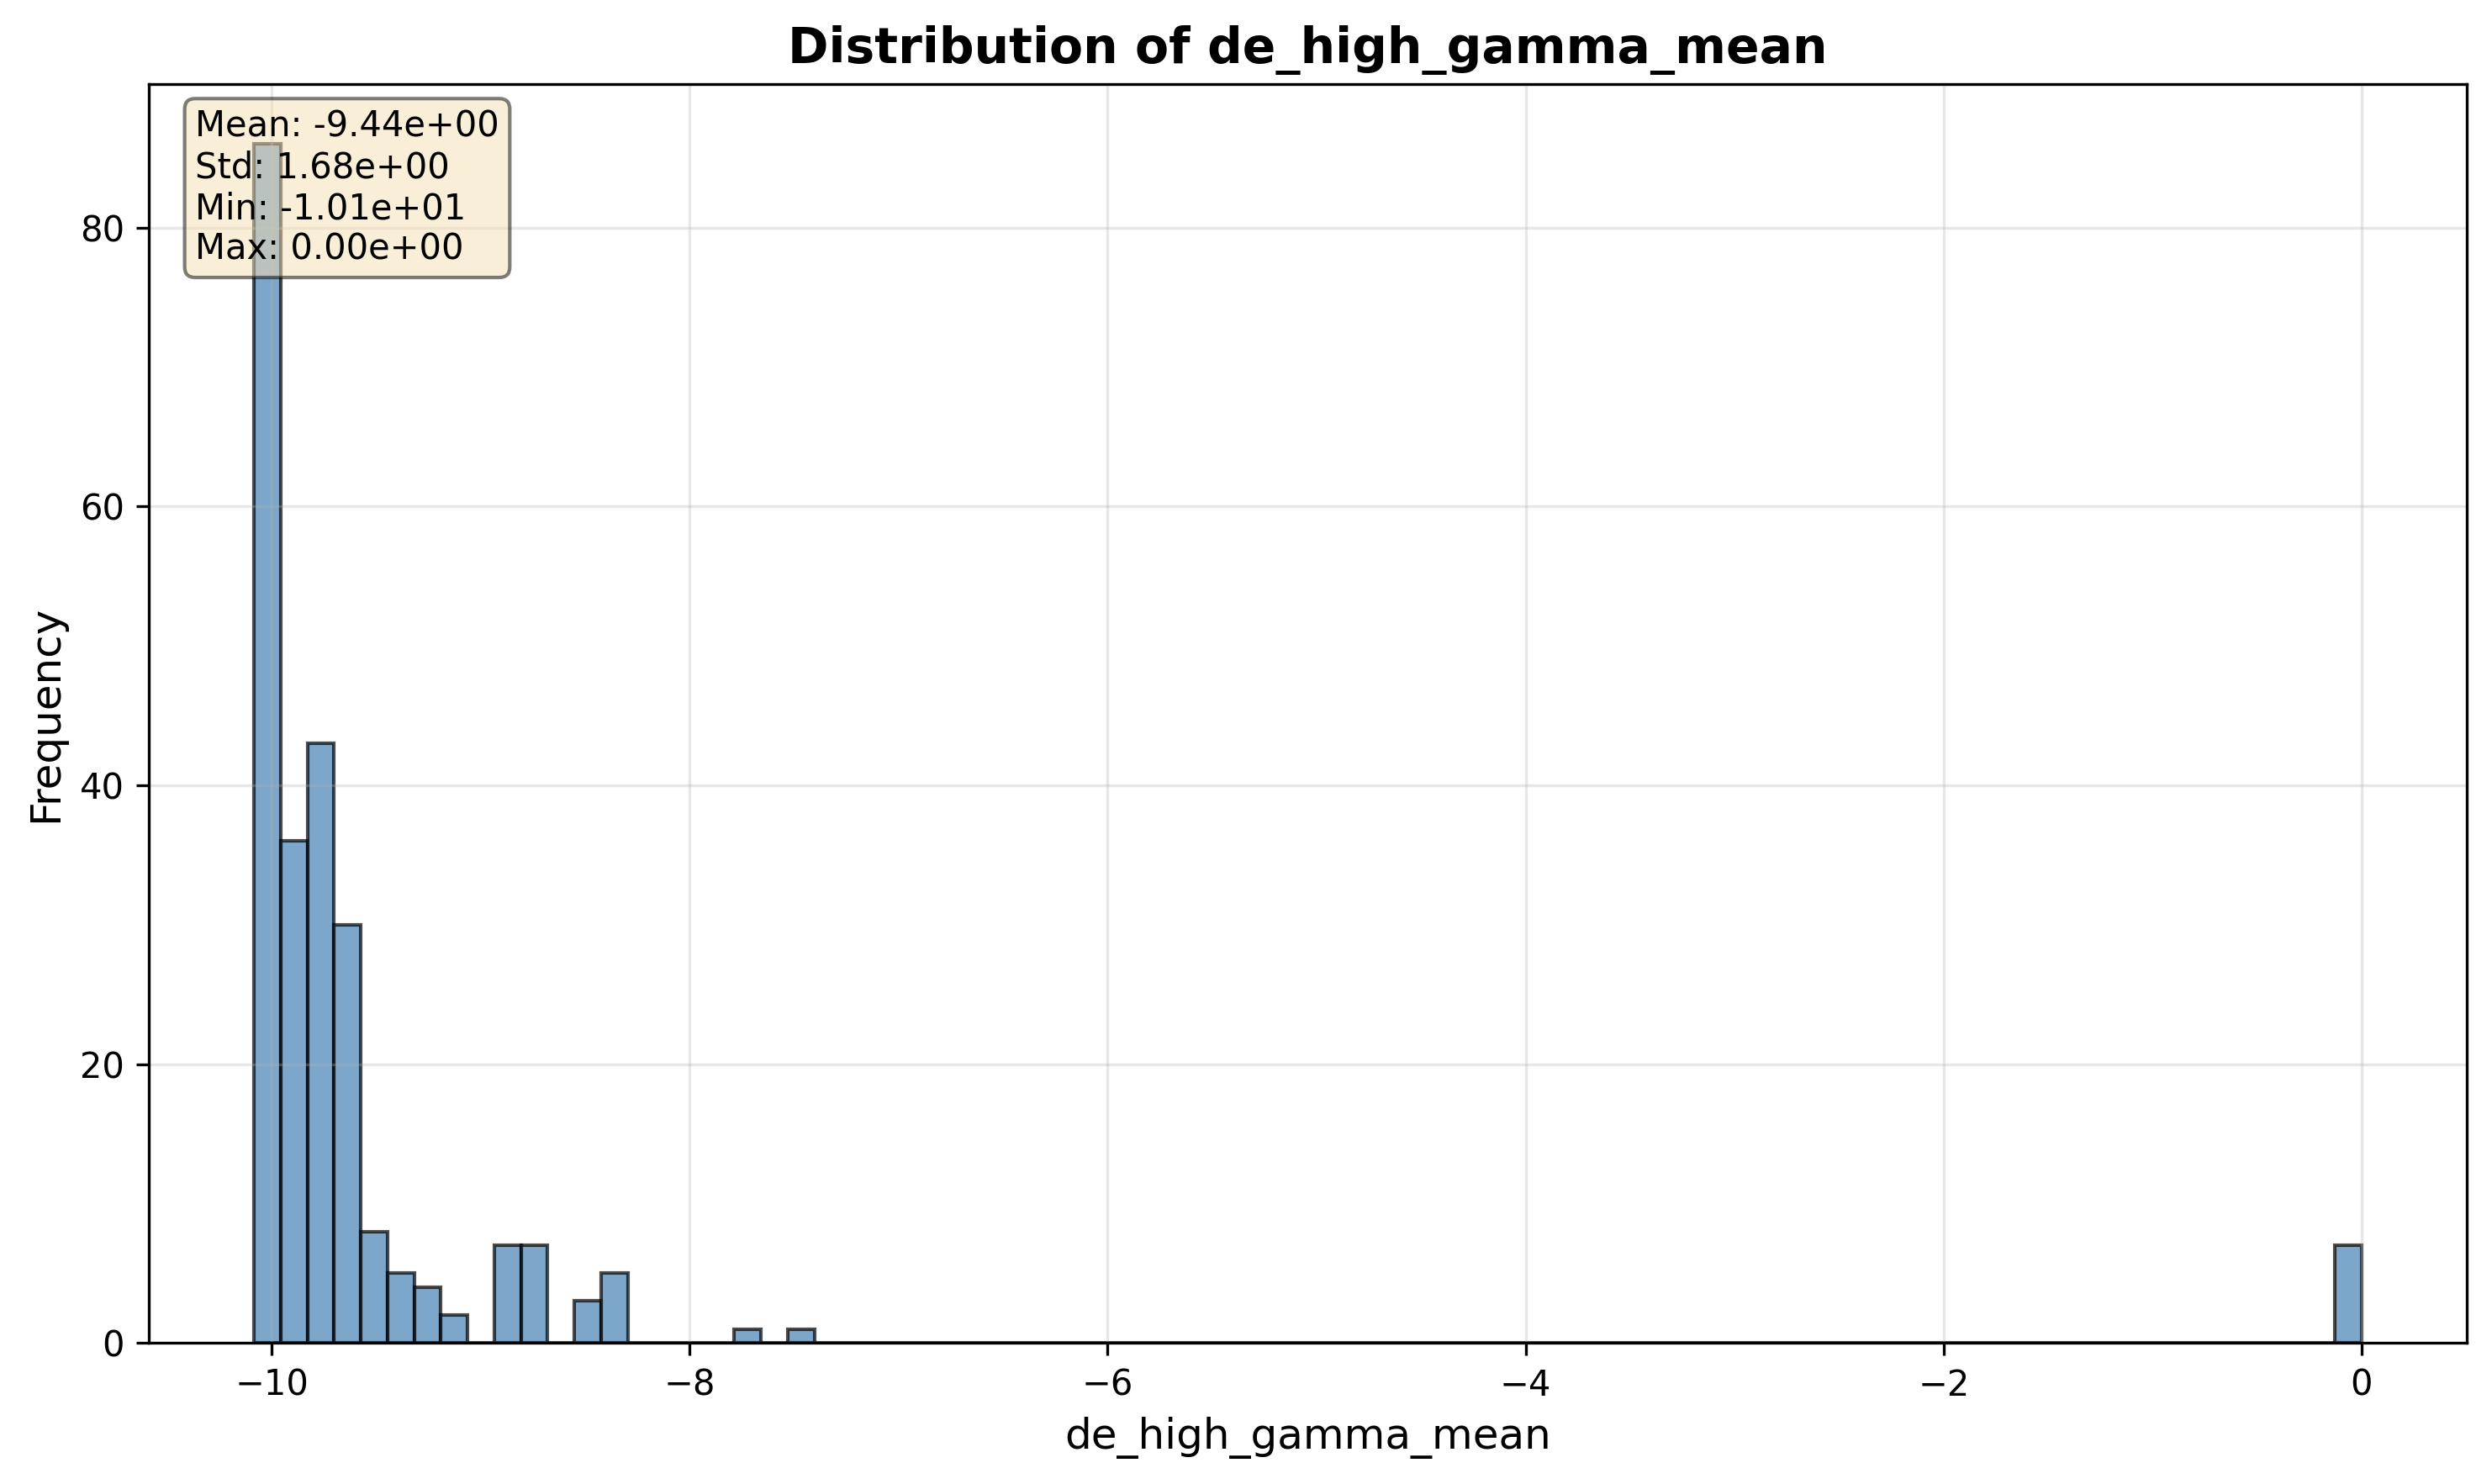 Distribution of de_high_gamma_mean
Mean: -9.44e+00
Std: 1.68e+00
Min: -1.01e+01
Max: 0.00e+00
Frequency
80
60
40
20
0
−10
−8
−6
−4
−2
0
de_high_gamma_mean